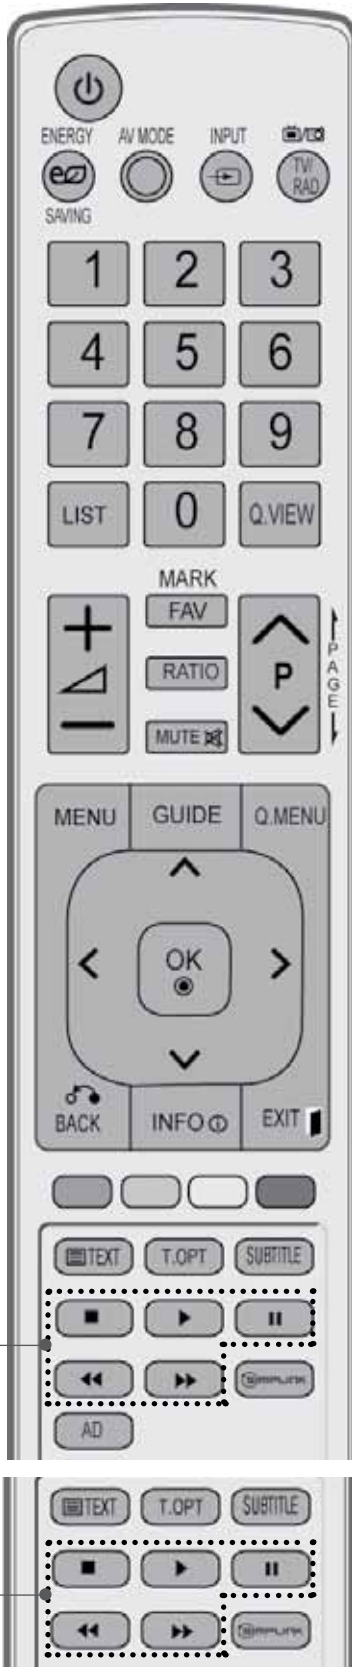 ENERGY AV MODE INPUT
TV/
RAD
SAVING
1 2 3
4 5 6
7 8 9
LIST 0 Q.VIEW
MARK
FAV
RATIO P
PAGE
MUTE
MENU GUIDE Q.MENU
OK
BACK INFO EXIT
TEXT T.OPT SUBTITLE
SIMPLINK
AD
TEXT T.OPT SUBTITLE
SIMPLINK